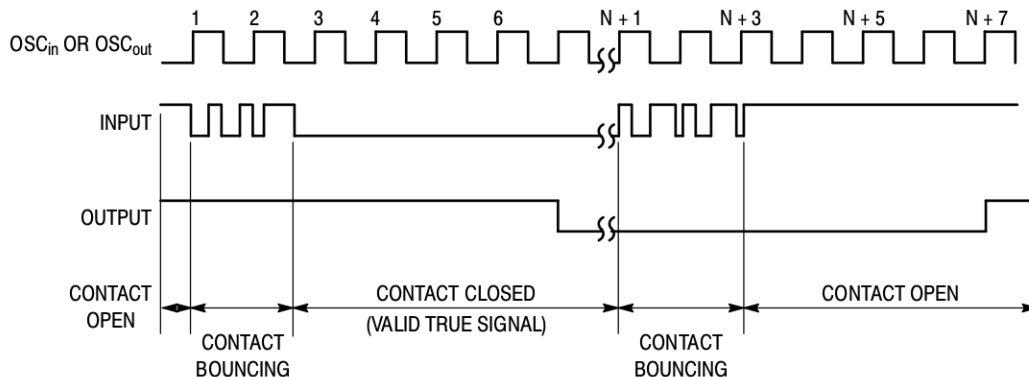 1 2 3 4 5 6 N + 1 N + 3 N + 5 N + 7
OSCin OR OSCout
INPUT
OUTPUT
CONTACT
OPEN
CONTACT
BOUNCING
CONTACT CLOSED
(VALID TRUE SIGNAL)
CONTACT
BOUNCING
CONTACT OPEN